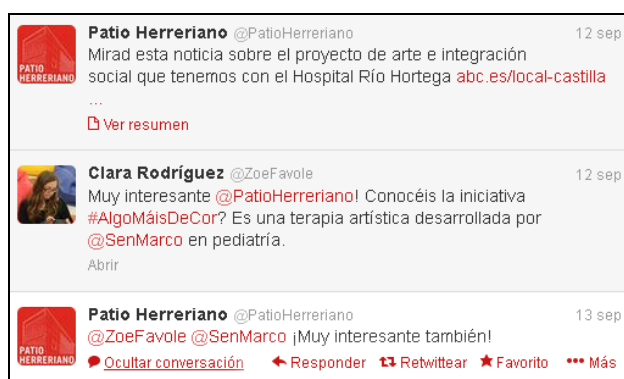 Patio Herreriano @PatioHerreriano 12 sep
Mirad esta noticia sobre el proyecto de arte e integración
social que tenemos con el Hospital Río Hortega abc.es/local-castilla
...
Ver resumen
PATIO
HERRERIANO
Clara Rodríguez @ZoeFavole 12 sep
Muy interesante @PatioHerreriano! Conocéis la iniciativa
#AlgoMáisDeCor? Es una terapia artística desarrollada por
@SenMarco en pediatría.
Abrir
Patio Herreriano @PatioHerreriano 13 sep
@ZoeFavole @SenMarco ¡Muy interesante también!
PATIO
HERRERIANO
Ocultar conversación Responder Retwittear Favorito Más